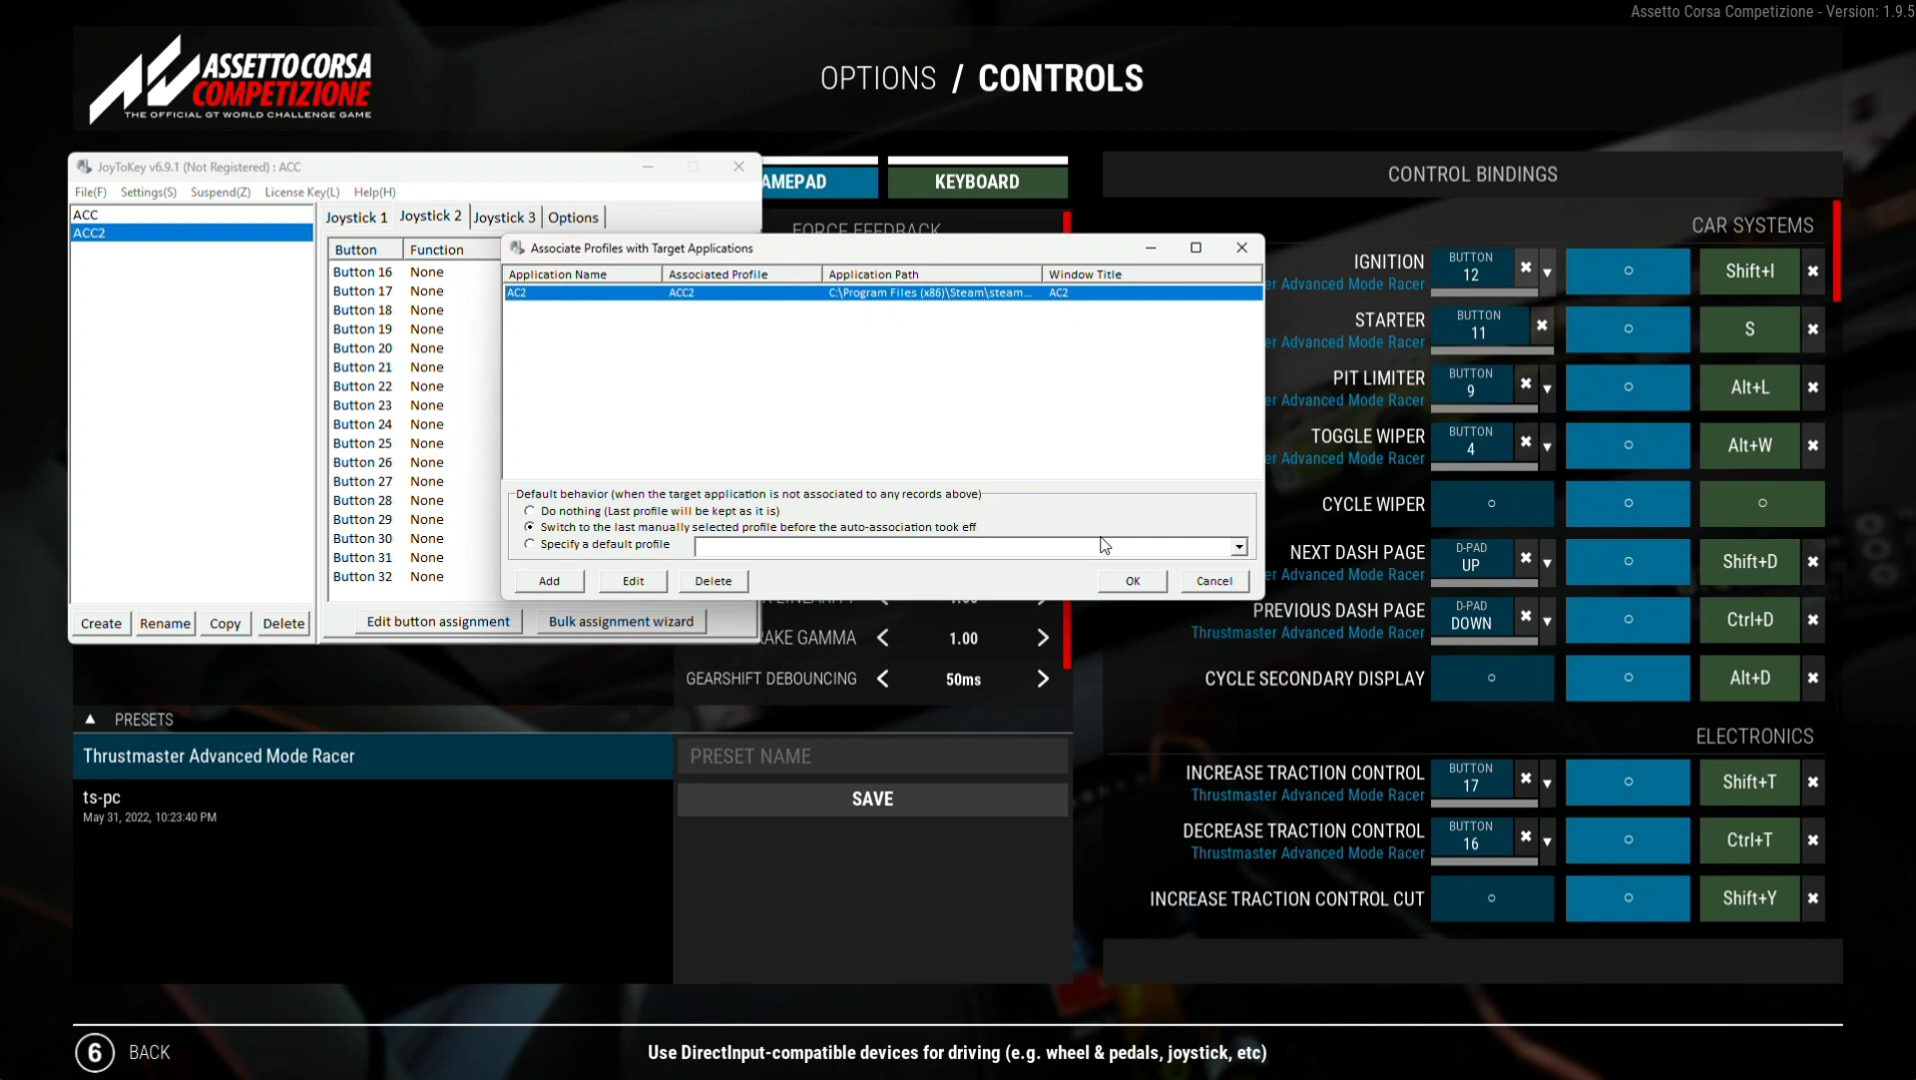 Assetto Corsa Competizione - Version: 1.9.5
ASSETTO CORSA
COMPETIZIONE
THE OFFICIAL GT WORLD CHALLENGE GAME
OPTIONS / CONTROLS
JoyToKey v6.9.1 (Not Registered) : ACC
File(F) Settings(S) Suspend(Z) License Key(L) Help(H)
ACC
ACC2
Joystick 1 Joystick 2 Joystick 3 Options
Button Function
Button 16 None
Button 17 None
Button 18 None
Button 19 None
Button 20 None
Button 21 None
Button 22 None
Button 23 None
Button 24 None
Button 25 None
Button 26 None
Button 27 None
Button 28 None
Button 29 None
Button 30 None
Button 31 None
Button 32 None
Create Rename Copy Delete
Edit button assignment Bulk assignment wizard
Associate Profiles with Target Applications
Application Name Associated Profile Application Path Window Title
AC2 ACC2 C:\Program Files (x86)\Steam\steam... AC2
Default behavior (when the target application is not associated to any records above)
Do nothing (Last profile will be kept as it is)
Switch to the last manually selected profile before the auto-association took eff
Specify a default profile
Add Edit Delete OK Cancel
AMEPAD KEYBOARD
FORCE FEEDBACK
1.00
AKE GAMMA 1.00
GEARSHIFT DEBOUNCING 50ms
PRESETS
Thrustmaster Advanced Mode Racer
ts-pc
May 31, 2022, 10:23:40 PM
PRESET NAME
SAVE
CONTROL BINDINGS
CAR SYSTEMS
IGNITION BUTTON 12 Shift+I
er Advanced Mode Racer
STARTER BUTTON 11 S
er Advanced Mode Racer
PIT LIMITER BUTTON 9 Alt+L
er Advanced Mode Racer
TOGGLE WIPER BUTTON 4 Alt+W
er Advanced Mode Racer
CYCLE WIPER
NEXT DASH PAGE D-PAD UP Shift+D
er Advanced Mode Racer
PREVIOUS DASH PAGE D-PAD DOWN Ctrl+D
Thrustmaster Advanced Mode Racer
CYCLE SECONDARY DISPLAY Alt+D
ELECTRONICS
INCREASE TRACTION CONTROL BUTTON 17 Shift+T
Thrustmaster Advanced Mode Racer
DECREASE TRACTION CONTROL BUTTON 16 Ctrl+T
Thrustmaster Advanced Mode Racer
INCREASE TRACTION CONTROL CUT Shift+Y
6 BACK
Use DirectInput-compatible devices for driving (e.g. wheel & pedals, joystick, etc)